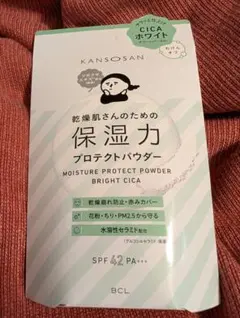 CICA
ホワイト
KANSOSAN
乾燥肌さんのための
保湿力
プロテクトパウダー
MOISTURE PROTECT POWDER
BRIGHT CICA
乾燥崩れ防止・赤みカバー
花粉・ちり・PM2.5から守る
水溶性セラミド配合
SPF 42 PA+++
BCL